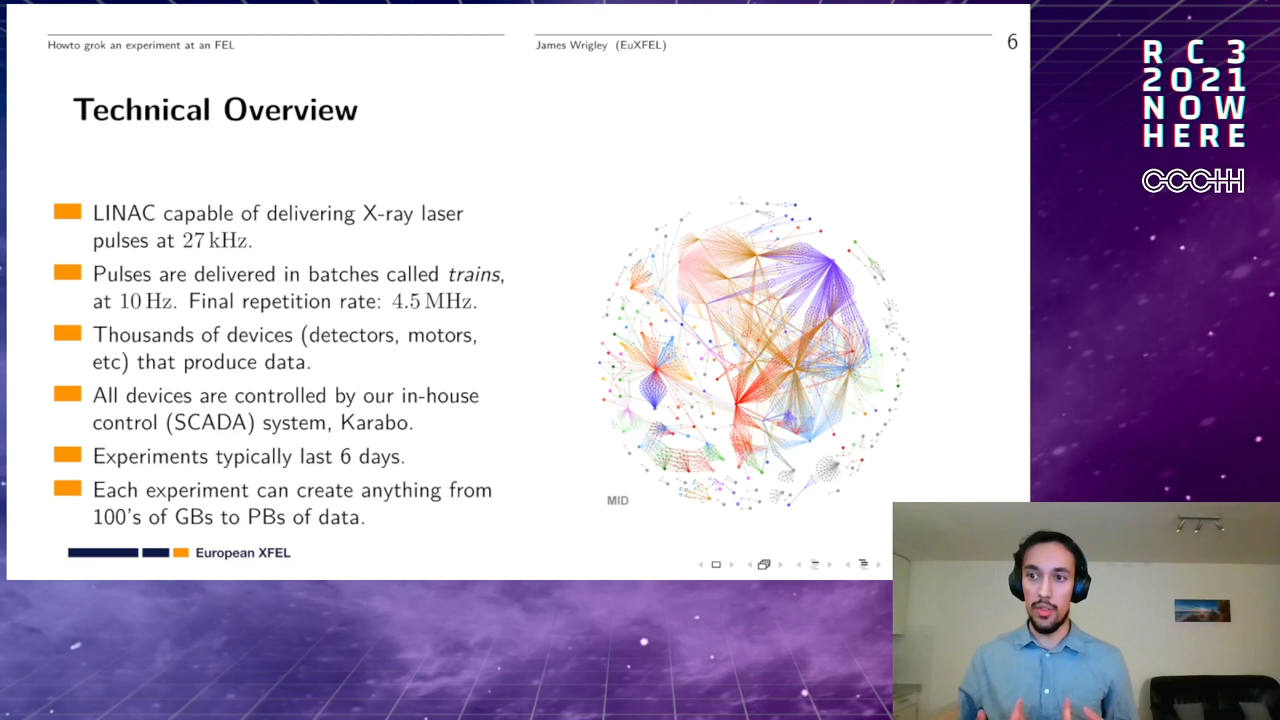 Howto grok an experiment at an FEL
James Wrigley (EuXFEL)
6
Technical Overview
LINAC capable of delivering X-ray laser
pulses at 27 kHz.
Pulses are delivered in batches called trains,
at 10 Hz. Final repetition rate: 4.5 MHz.
Thousands of devices (detectors, motors,
etc) that produce data.
All devices are controlled by our in-house
control (SCADA) system, Karabo.
Experiments typically last 6 days.
Each experiment can create anything from
100's of GBs to PBs of data.
MID
European XFEL
RC3
2021
NOW
HERE
CCCHH